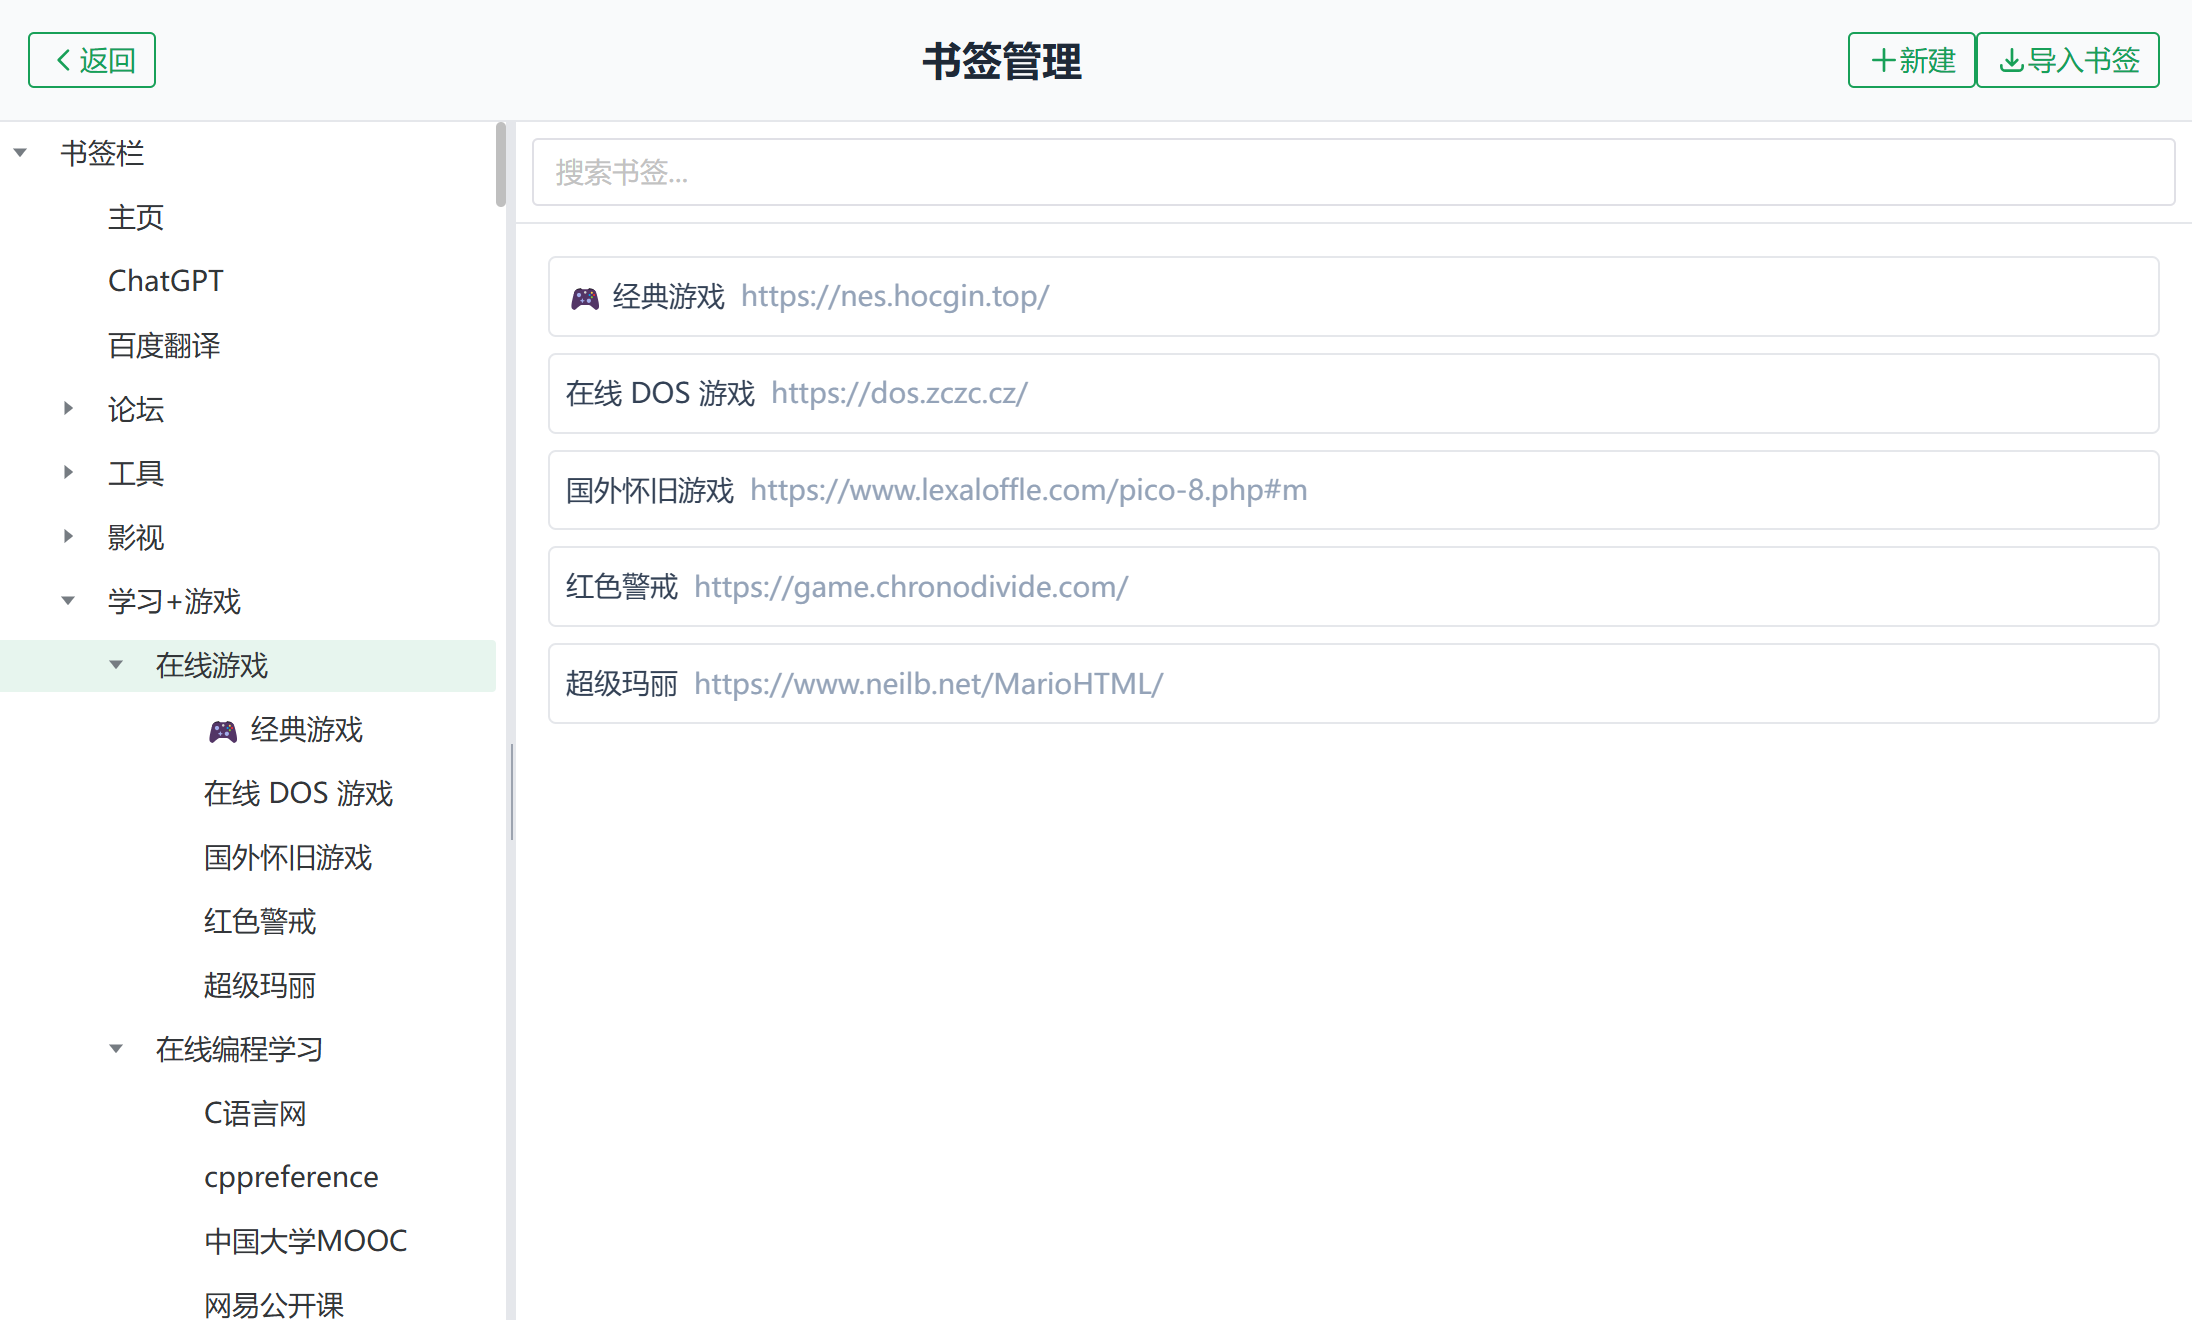 返回
书签管理
新建
导入书签
书签栏
主页
ChatGPT
百度翻译
论坛
工具
影视
学习+游戏
在线游戏
经典游戏
在线 DOS 游戏
国外怀旧游戏
红色警戒
超级玛丽
在线编程学习
C语言网
cppreference
中国大学MOOC
网易公开课
搜索书签...
经典游戏 https://nes.hocgin.top/
在线 DOS 游戏 https://dos.zczc.cz/
国外怀旧游戏 https://www.lexaloffle.com/pico-8.php#m
红色警戒 https://game.chronodivide.com/
超级玛丽 https://www.neilb.net/MarioHTML/